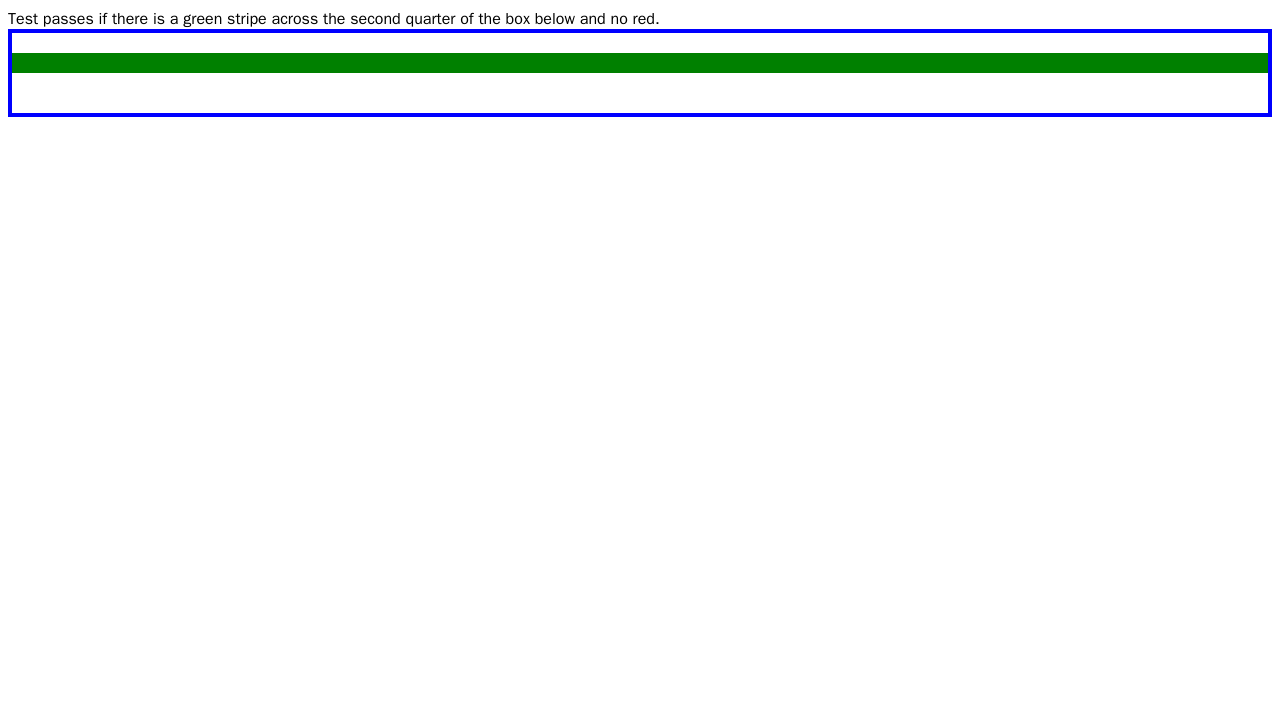 Test passes if there is a green stripe across the second quarter of the box below and no red.